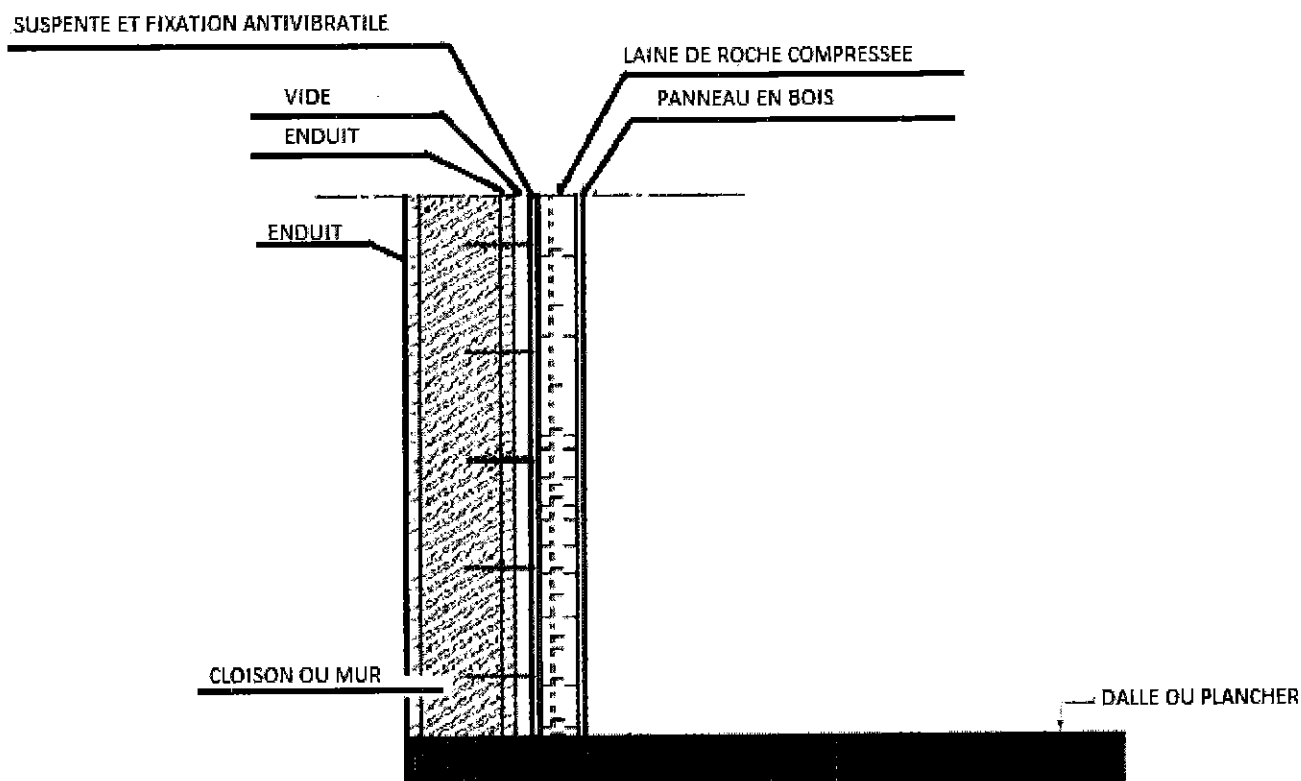 SUSPENTE ET FIXATION ANTIVIBRATILE
LAINE DE ROCHE COMPRESSEE
VIDE
PANNEAU EN BOIS
ENDUIT
ENDUIT
CLOISON OU MUR
DALLE OU PLANCHER